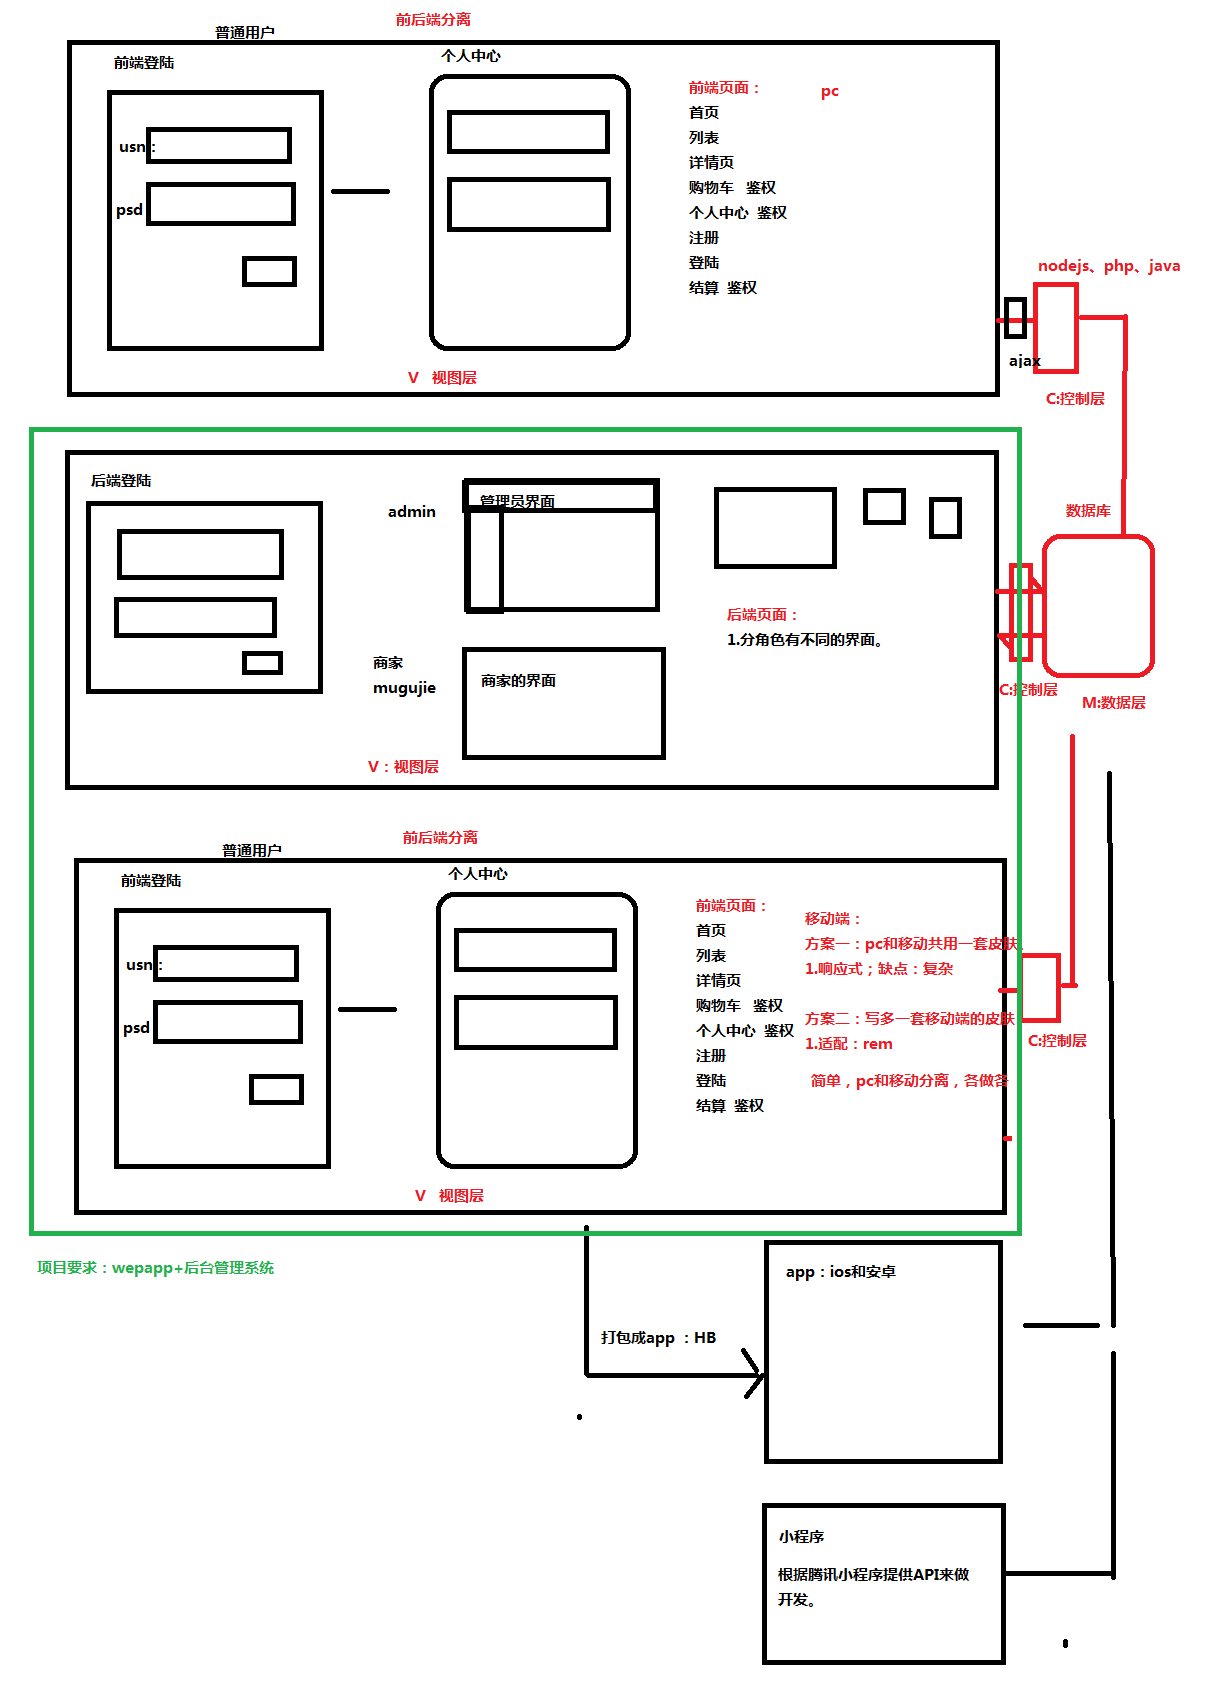 前后端分离
普通用户
前端登陆
个人中心
usn：
psd
前端页面： pc
首页
列表
详情页
购物车 鉴权
个人中心 鉴权
注册
登陆
结算 鉴权
V 视图层
nodejs、php、java
ajax
C:控制层
后端登陆
admin
管理员界面
商家
mugujie
商家的界面
后端页面：
1.分角色有不同的界面。
V：视图层
数据库
C:控制层
M:数据层
前后端分离
普通用户
前端登陆
个人中心
usn：
psd
前端页面：
首页
列表
详情页
购物车 鉴权
个人中心 鉴权
注册
登陆
结算 鉴权
移动端：
方案一：pc和移动共用一套皮肤。
1.响应式；缺点：复杂
方案二：写多一套移动端的皮肤
1.适配：rem
简单，pc和移动分离，各做各
V 视图层
C:控制层
项目要求：wepapp+后台管理系统
打包成app ：HB
app：ios和安卓
小程序
根据腾讯小程序提供API来做
开发。